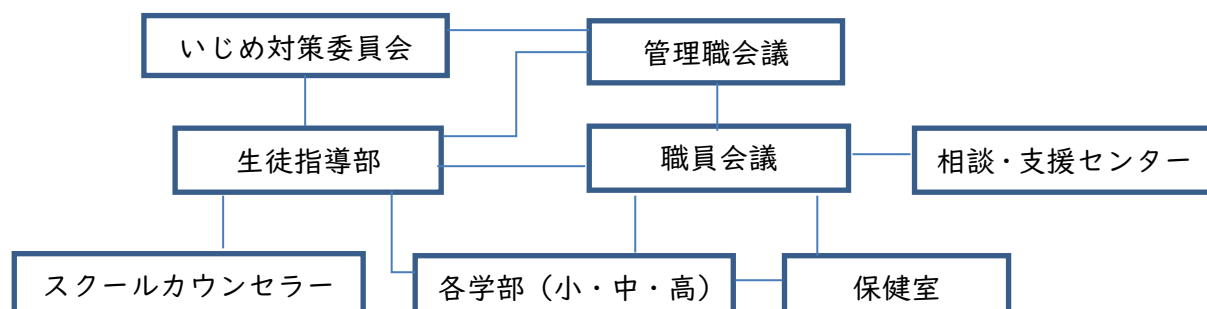 いじめ対策委員会
管理職会議
生徒指導部
職員会議
相談・支援センター
スクールカウンセラー
各学部（小・中・高）
保健室